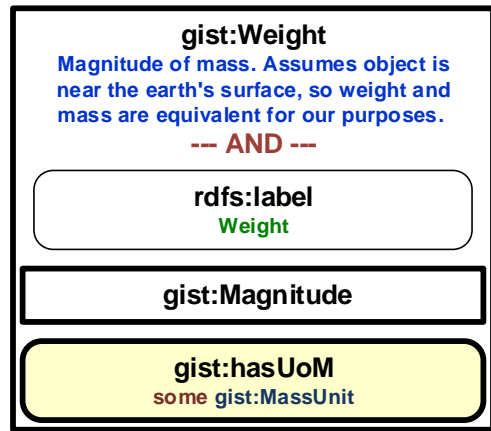 gist:Weight
Magnitude of mass. Assumes object is
near the earth's surface, so weight and
mass are equivalent for our purposes.
--- AND ---
rdfs:label
Weight
gist:Magnitude
gist:hasUoM
some gist:MassUnit